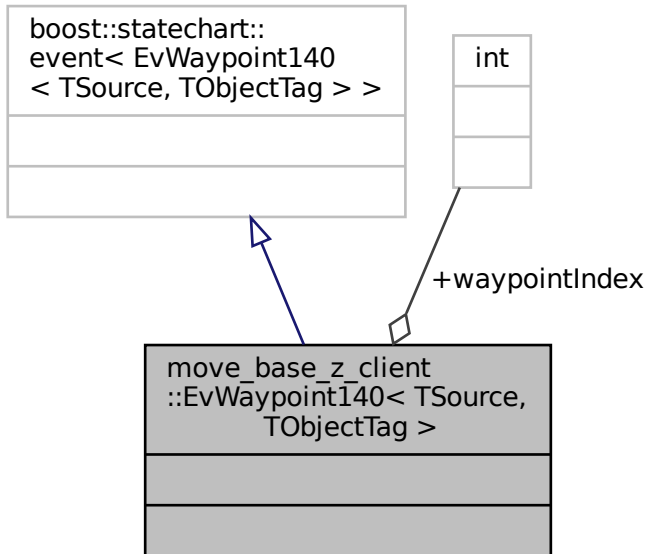 boost::statechart::
event< EvWaypoint140
< TSource, TObjectTag > >
int
+waypointIndex
move_base_z_client
::EvWaypoint140< TSource,
TObjectTag >